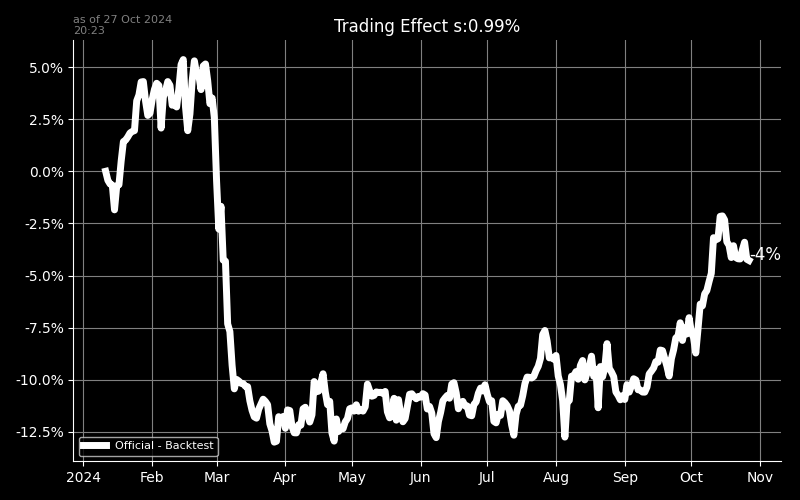 as of 27 Oct 2024
20:23
Trading Effect s:0.99%
5.0%
2.5%
0.0%
-2.5%
-5.0%
-7.5%
-10.0%
-12.5%
-4%
Official - Backtest
2024 Feb Mar Apr May Jun Jul Aug Sep Oct Nov